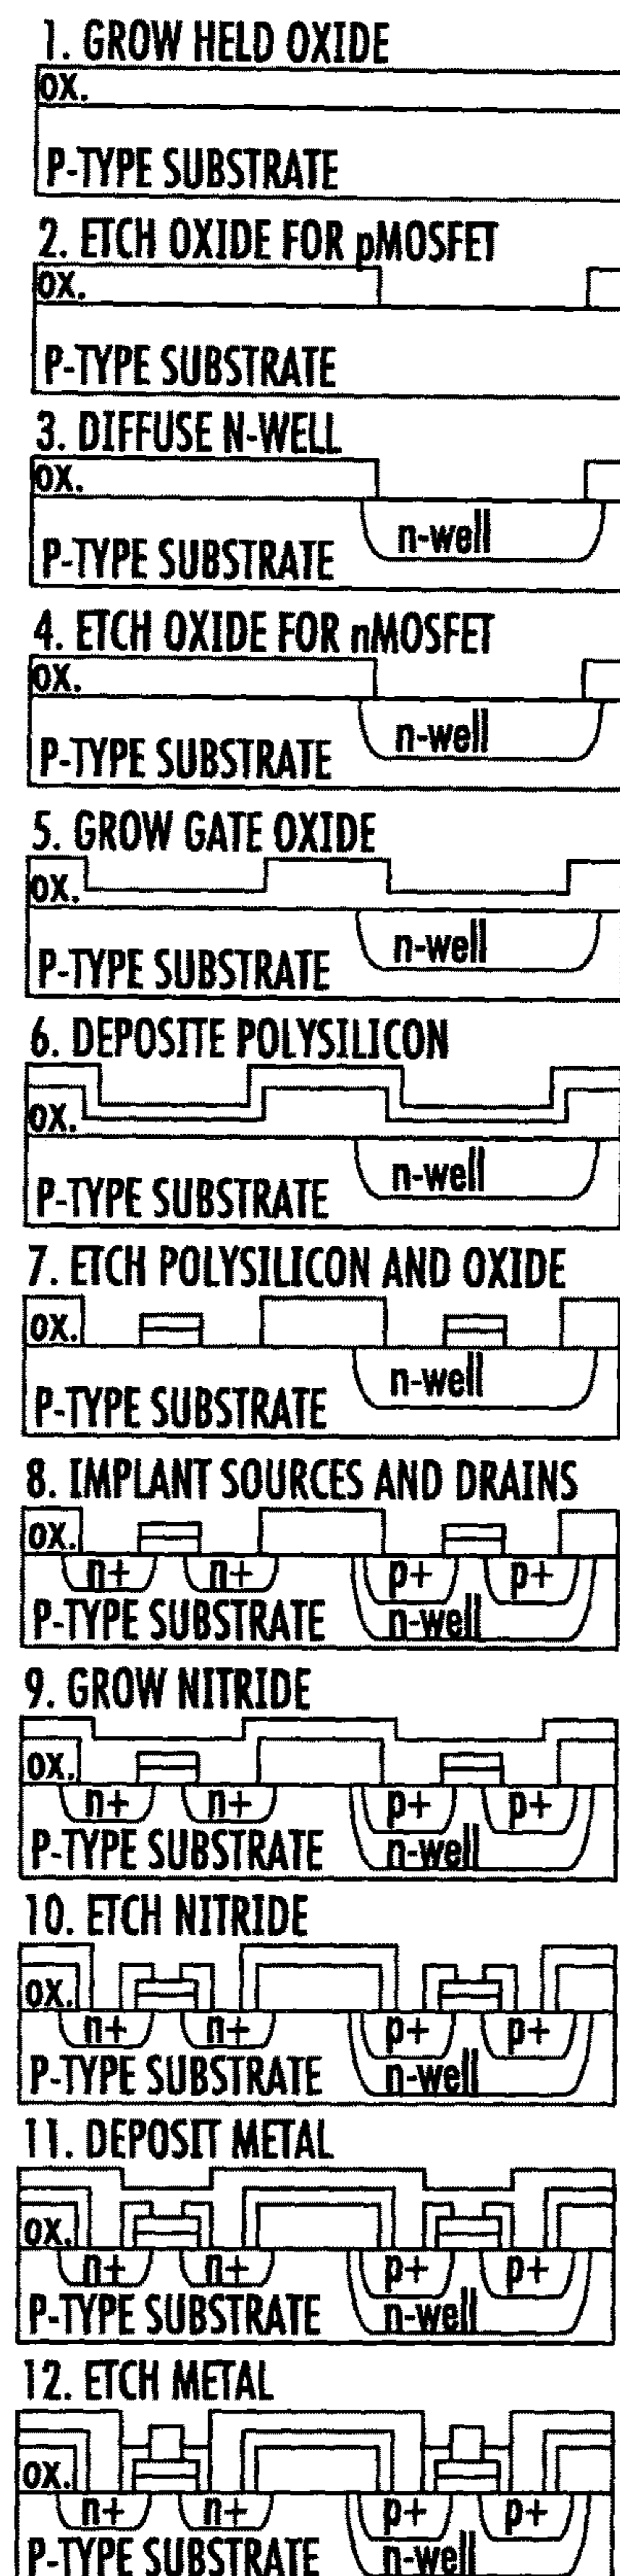 1. GROW HELD OXIDE
OX.
P-TYPE SUBSTRATE
2. ETCH OXIDE FOR pMOSFET
OX.
P-TYPE SUBSTRATE
3. DIFFUSE N-WELL
OX.
n-well
P-TYPE SUBSTRATE
4. ETCH OXIDE FOR nMOSFET
OX.
n-well
P-TYPE SUBSTRATE
5. GROW GATE OXIDE
OX.
n-well
P-TYPE SUBSTRATE
6. DEPOSITE POLYSILICON
OX.
n-well
P-TYPE SUBSTRATE
7. ETCH POLYSILICON AND OXIDE
OX.
n-well
P-TYPE SUBSTRATE
8. IMPLANT SOURCES AND DRAINS
OX.
n+ n+ p+ p+
P-TYPE SUBSTRATE n-well
9. GROW NITRIDE
OX.
n+ n+ p+ p+
P-TYPE SUBSTRATE n-well
10. ETCH NITRIDE
OX.
n+ n+ p+ p+
P-TYPE SUBSTRATE n-well
11. DEPOSIT METAL
OX.
n+ n+ p+ p+
P-TYPE SUBSTRATE n-well
12. ETCH METAL
OX.
n+ n+ p+ p+
P-TYPE SUBSTRATE n-well